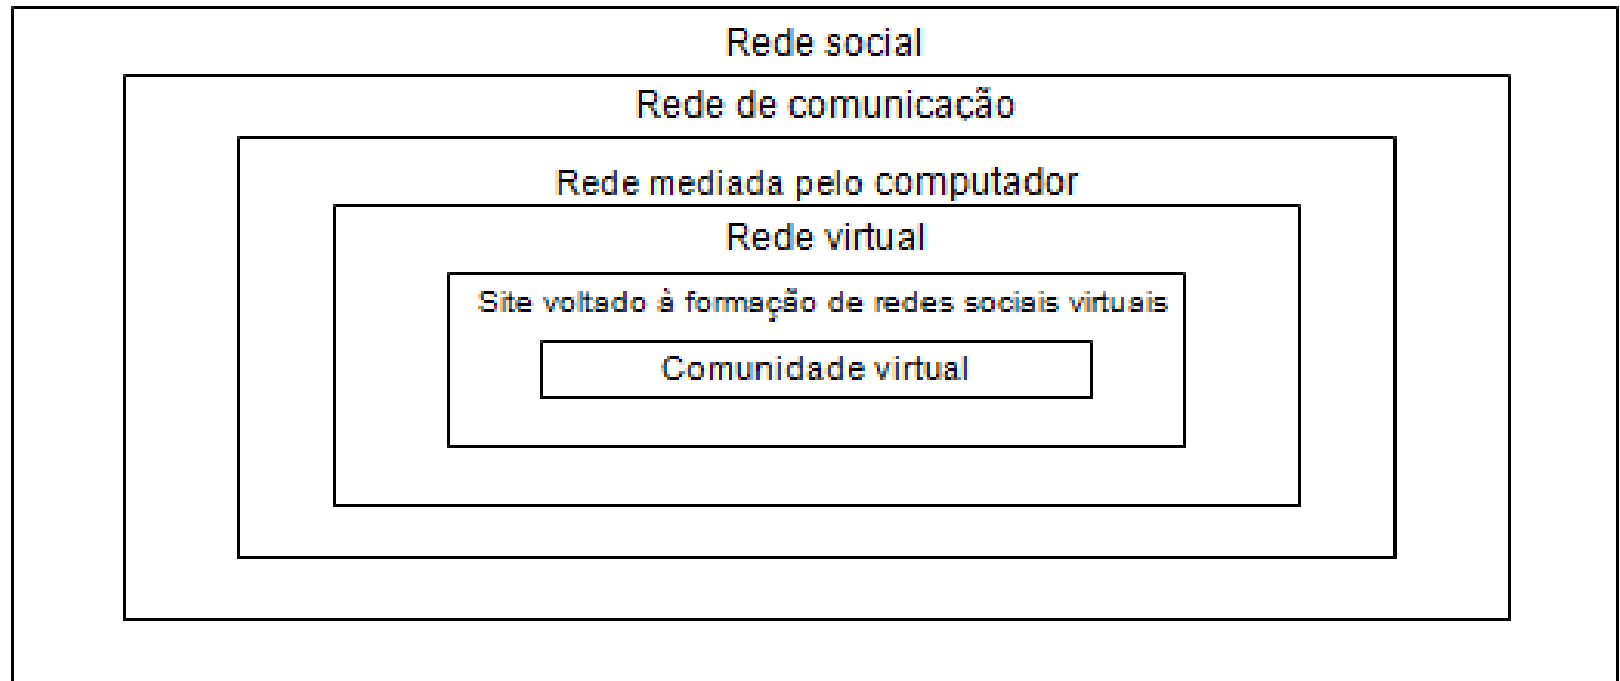 Rede social
Rede de comunicação
Rede mediada pelo computador
Rede virtual
Site voltado à formação de redes sociais virtuais
Comunidade virtual